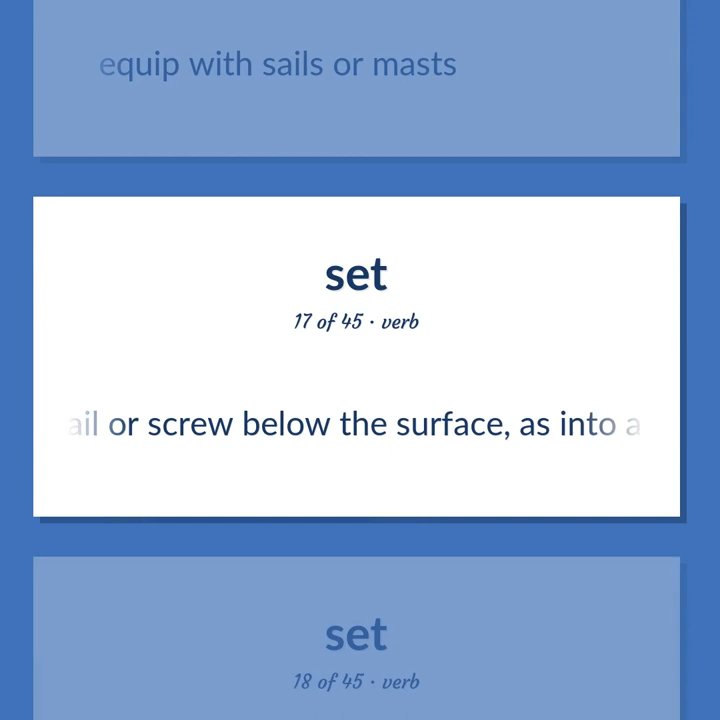 equip with sails or masts
set
17 of 45 · verb
ail or screw below the surface, as into a
set
18 of 45 · verb